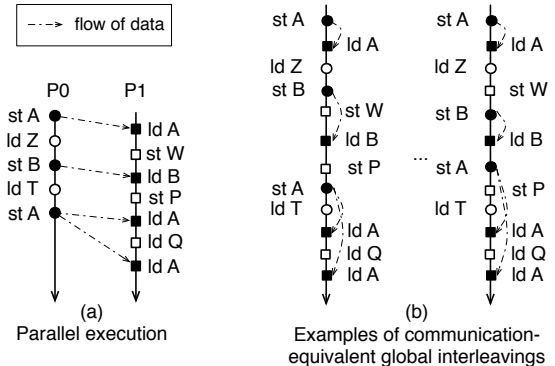 flow of data
P0
st A
ld Z
st B
ld T
st A
P1
ld A
st W
ld B
st P
ld A
ld Q
ld A
(a)
Parallel execution
st A
ld A
ld Z
st B
st W
ld B
st P
st A
ld T
ld A
ld Q
ld A
...
st A
ld A
ld Z
st W
st B
ld B
st A
st P
ld T
ld A
ld Q
ld A
(b)
Examples of communication-
equivalent global interleavings